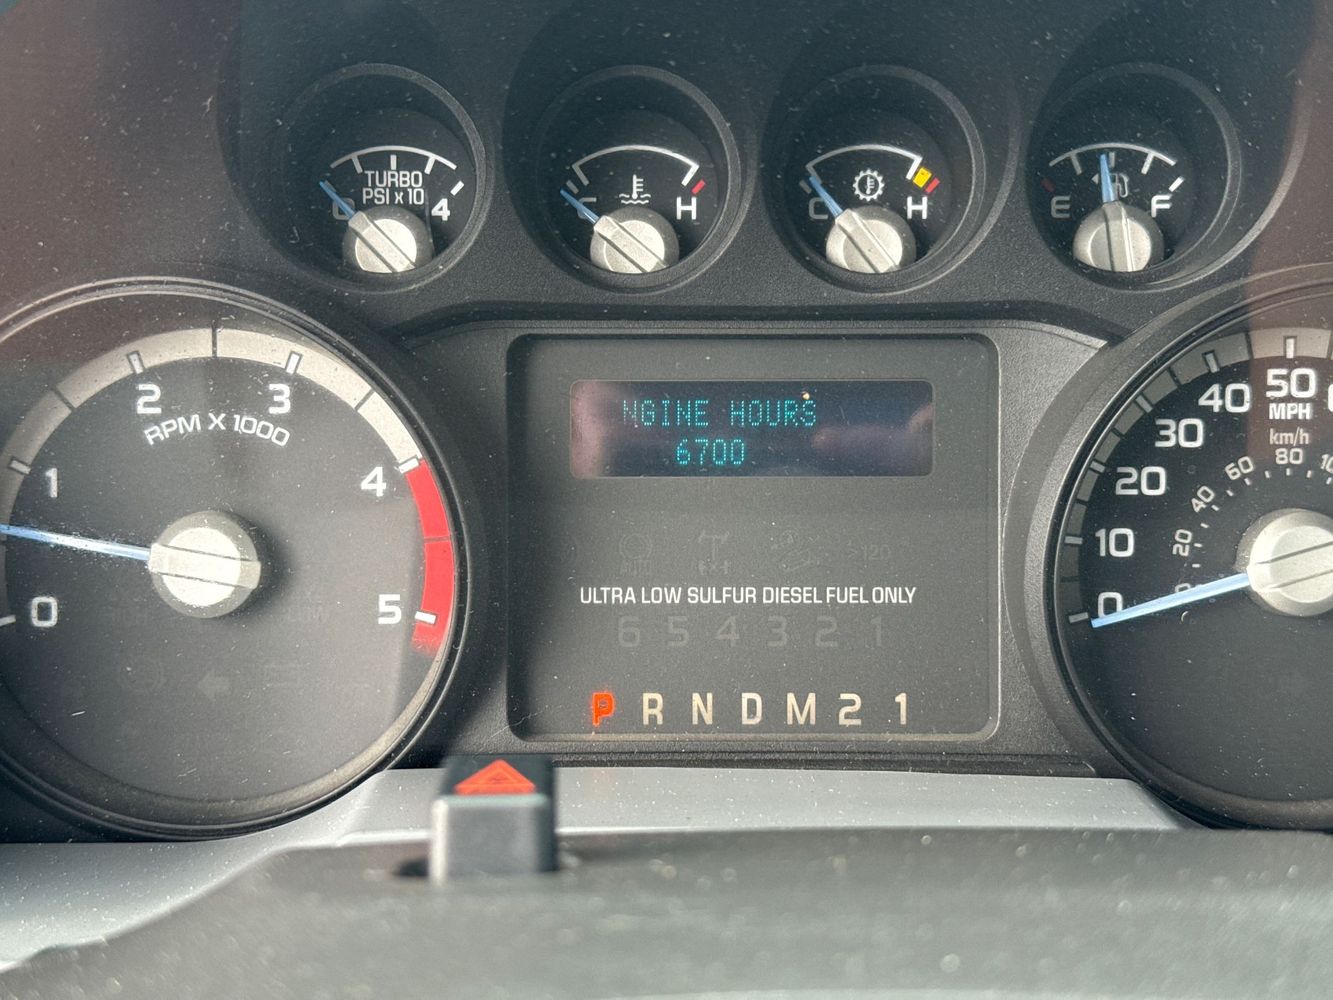 TURBO
PSI x 10
0 4
C H
C H
E F
0 1 2 3 4 5
RPM X 1000
NGINE HOURS
6700
120
ULTRA LOW SULFUR DIESEL FUEL ONLY
6 5 4 3 2 1
P R N D M 2 1
0 10 20 30 40 50
MPH
km/h
20 40 60 80